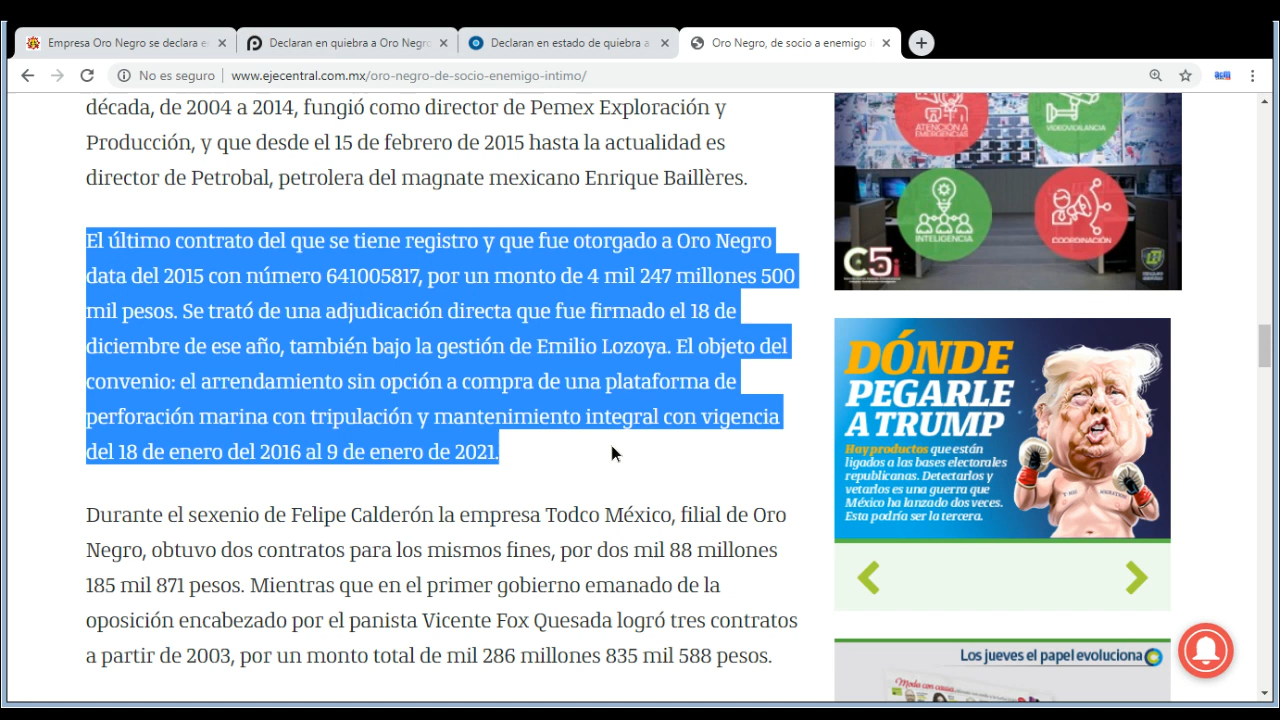 Empresa Oro Negro se declara e
Declaran en quiebra a Oro Negro
Declaran en estado de quiebra a
Oro Negro, de socio a enemigo í
No es seguro
www.ejecentral.com.mx/oro-negro-de-socio-enemigo-intimo/
década, de 2004 a 2014, fungió como director de Pemex Exploración y
Producción, y que desde el 15 de febrero de 2015 hasta la actualidad es
director de Petrobal, petrolera del magnate mexicano Enrique Baillères.
El último contrato del que se tiene registro y que fue otorgado a Oro Negro
data del 2015 con número 641005817, por un monto de 4 mil 247 millones 500
mil pesos. Se trató de una adjudicación directa que fue firmado el 18 de
diciembre de ese año, también bajo la gestión de Emilio Lozoya. El objeto del
convenio: el arrendamiento sin opción a compra de una plataforma de
perforación marina con tripulación y mantenimiento integral con vigencia
del 18 de enero del 2016 al 9 de enero de 2021.
Durante el sexenio de Felipe Calderón la empresa Todco México, filial de Oro
Negro, obtuvo dos contratos para los mismos fines, por dos mil 88 millones
185 mil 871 pesos. Mientras que en el primer gobierno emanado de la
oposición encabezado por el panista Vicente Fox Quesada logró tres contratos
a partir de 2003, por un monto total de mil 286 millones 835 mil 588 pesos.
ATENCIÓN A
EMERGENCIAS
VIDEOVIGILANCIA
INTELIGENCIA
COORDINACIÓN
C5i
DÓNDE
PEGARLE
A TRUMP
Hay productos que están
ligados a las bases electorales
republicanas. Detectarlos y
vetarlos es una guerra que
México ha lanzado dos veces.
Esta podría ser la tercera.
Los jueves el papel evoluciona
Moda con causa